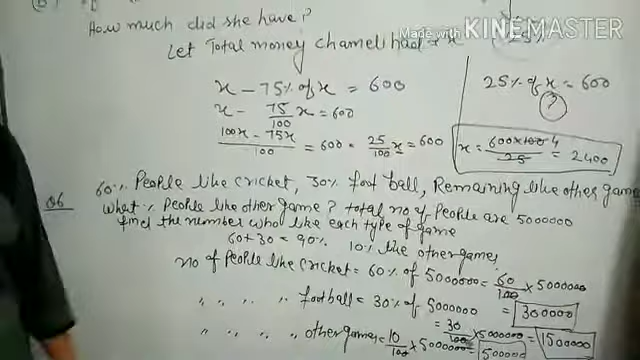 How much did she have?
Made with KINEMASTER
Let Total money chameli had = x
25%
x - 75% of x = 600
x - 75/100 x = 600
100x - 75x / 100 = 600 = 25/100 x = 600
25% of x = 600
?
x = 600×100 4 / 25 = 2400
Q6 60% People like cricket, 30% foot ball, Remaining like other game
What % People like other game? total no of People are 5000000
find the number who like each type of game
60+30 = 90% 10% like other games
no of People like cricket = 60% of 5000000 = 60/100 × 5000000
= 300000
" " " " football = 30% of 5000000
= 30/100 × 5000000 = 1500000
" " " " other games = 10/100 × 5000000 = 500000